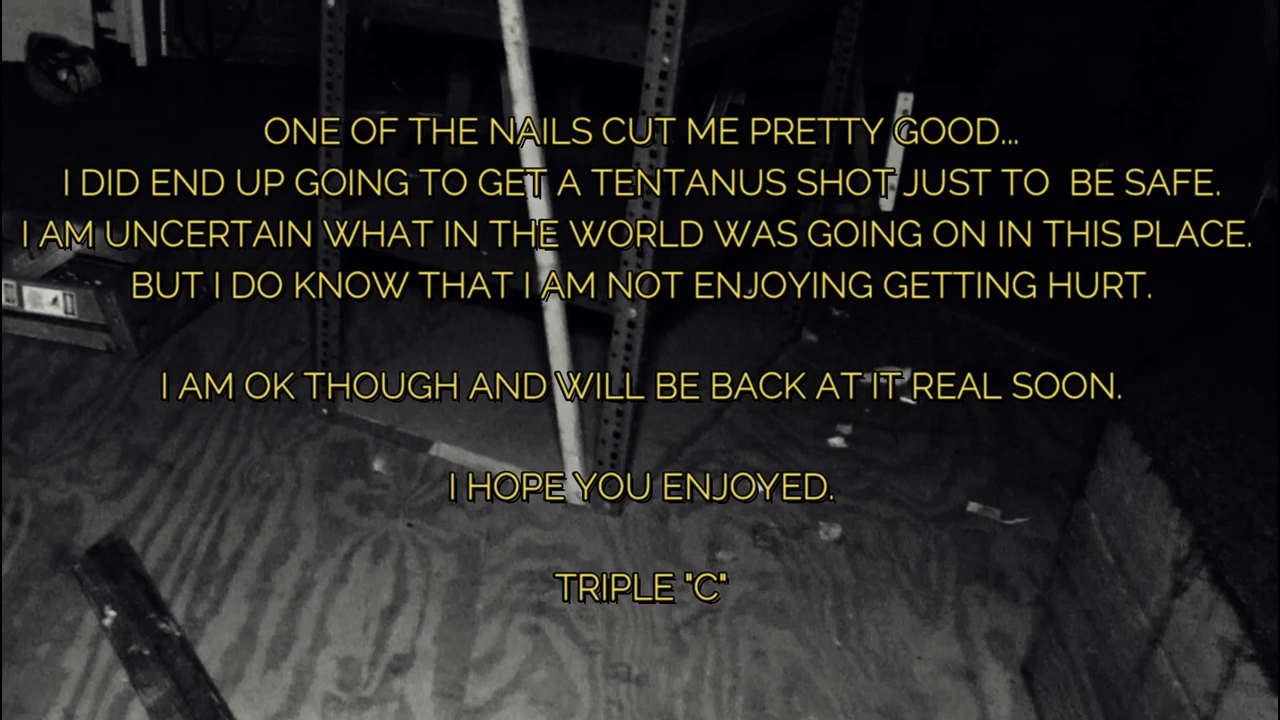 ONE OF THE NAILS CUT ME PRETTY GOOD...
I DID END UP GOING TO GET A TENTANUS SHOT JUST TO  BE SAFE.
I AM UNCERTAIN WHAT IN THE WORLD WAS GOING ON IN THIS PLACE.
BUT I DO KNOW THAT I AM NOT ENJOYING GETTING HURT.
I AM OK THOUGH AND WILL BE BACK AT IT REAL SOON.
I HOPE YOU ENJOYED.
TRIPLE "C"